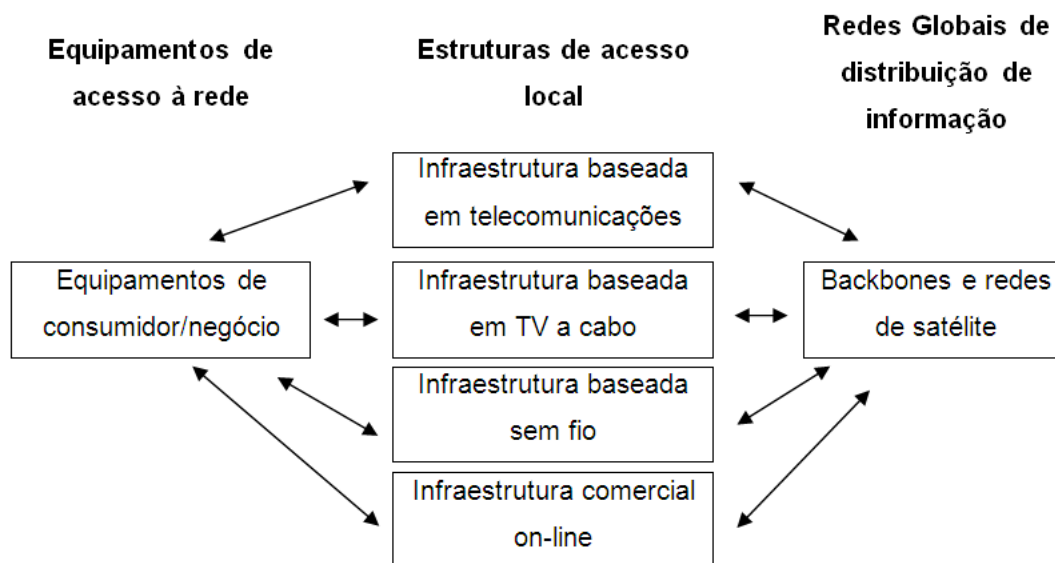 Equipamentos de
acesso à rede
Estruturas de acesso
local
Redes Globais de
distribuição de
informação
Infraestrutura baseada
em telecomunicações
Equipamentos de
consumidor/negócio
Infraestrutura baseada
em TV a cabo
Backbones e redes
de satélite
Infraestrutura baseada
sem fio
Infraestrutura comercial
on-line